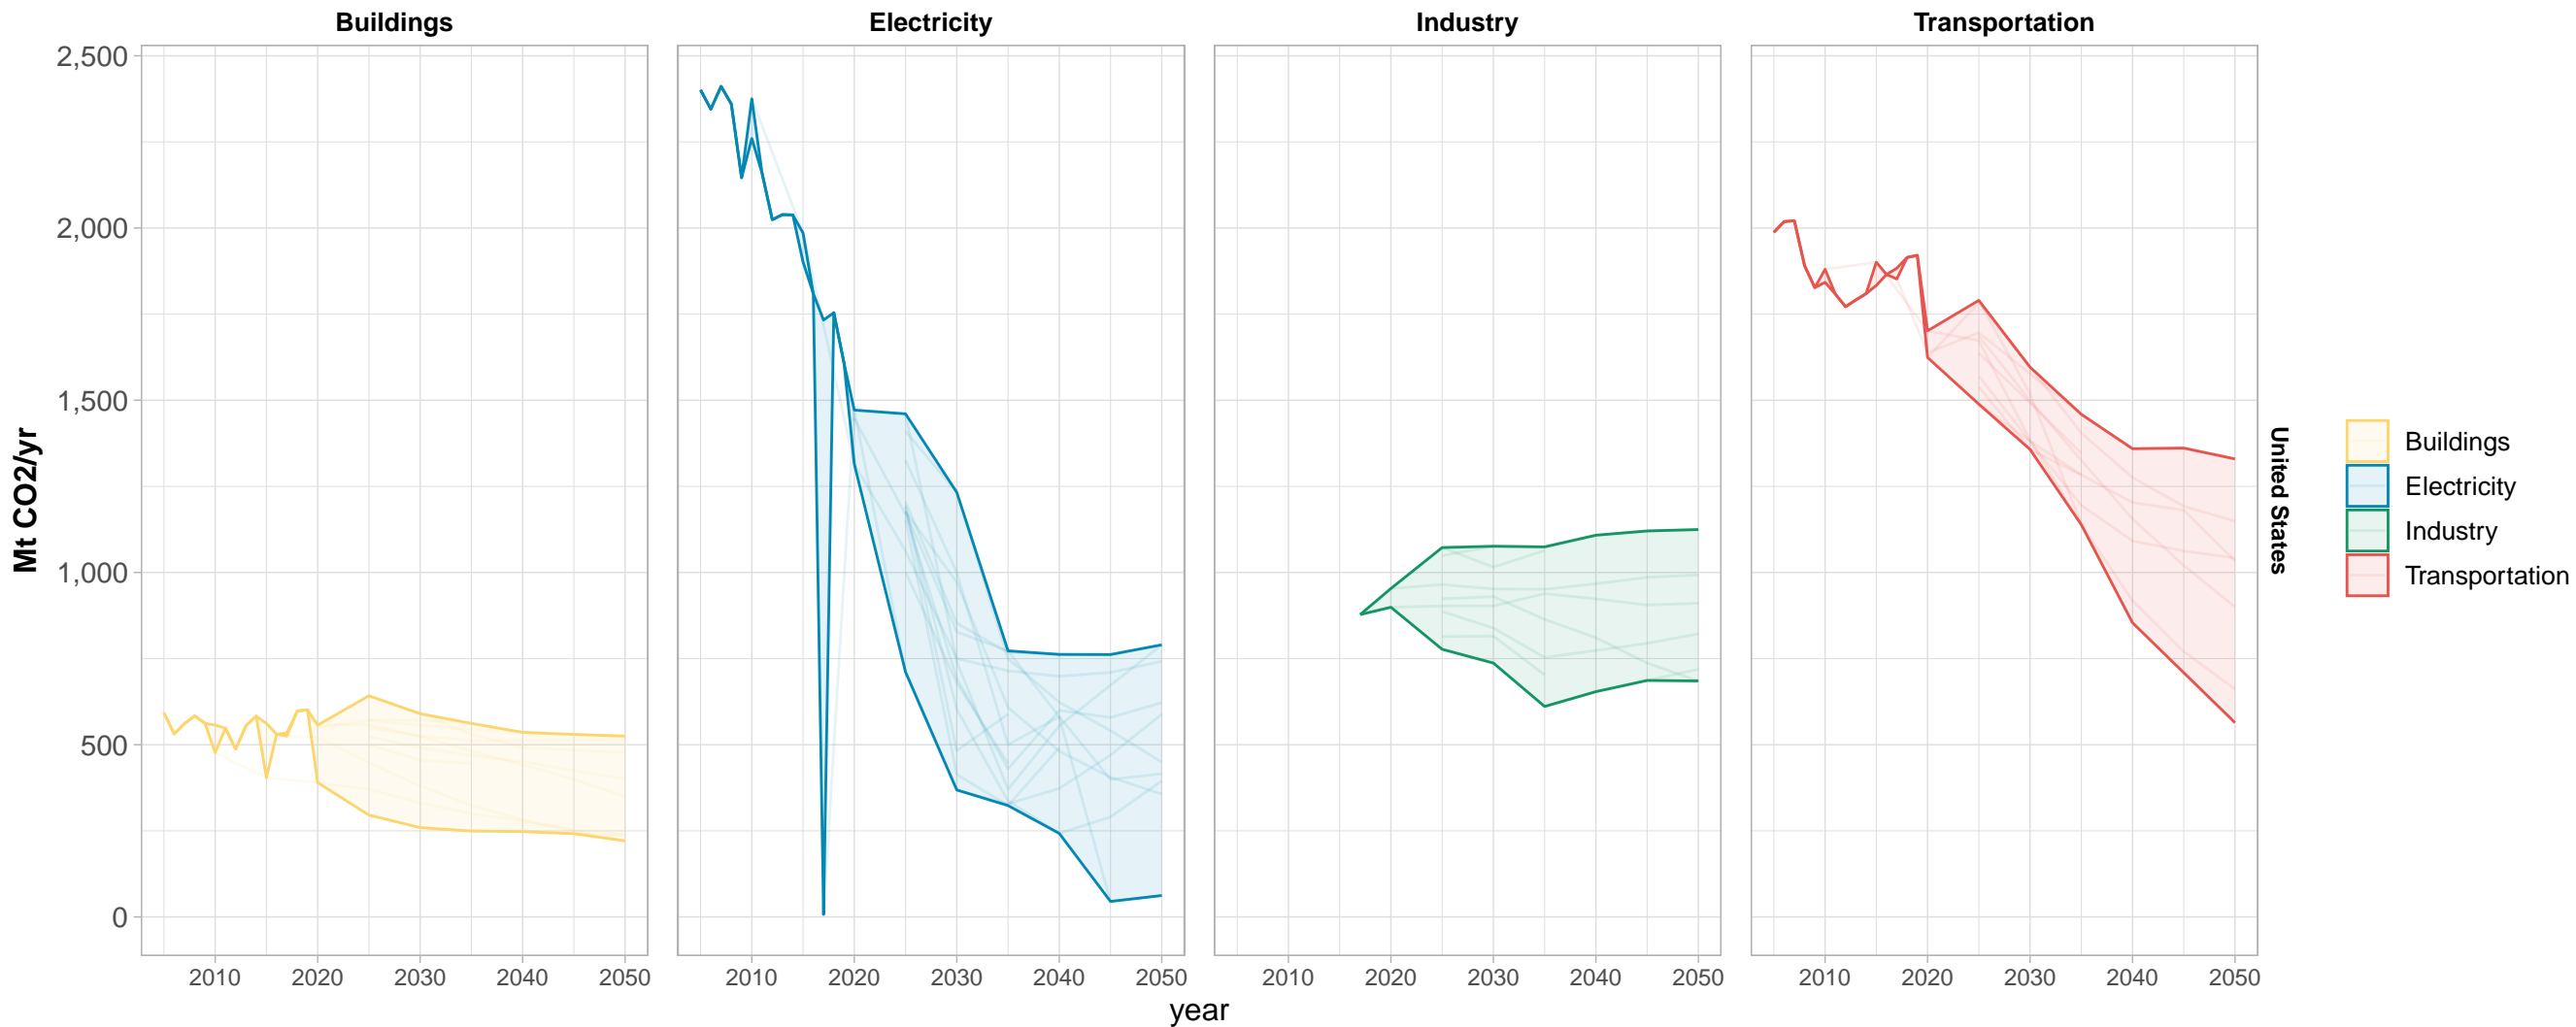 Buildings
Electricity
Industry
Transportation
Mt CO2/yr
2,500
2,000
1,500
1,000
500
0
2010 2020 2030 2040 2050
2010 2020 2030 2040 2050
2010 2020 2030 2040 2050
2010 2020 2030 2040 2050
year
United States
Buildings
Electricity
Industry
Transportation